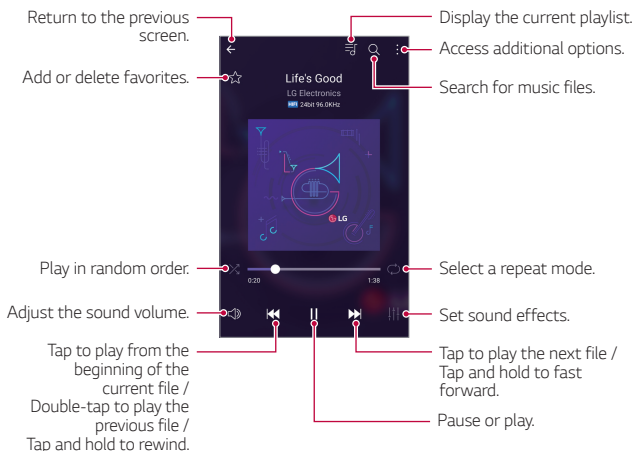 Return to the previous
screen.
Display the current playlist.
Access additional options.
Add or delete favorites.
Search for music files.
Life's Good
LG Electronics
HiFi 24bit 96.0KHz
LG
Play in random order.
Select a repeat mode.
0:20
1:38
Adjust the sound volume.
Set sound effects.
Tap to play from the
beginning of the
current file /
Double-tap to play the
previous file /
Tap and hold to rewind.
Tap to play the next file /
Tap and hold to fast
forward.
Pause or play.